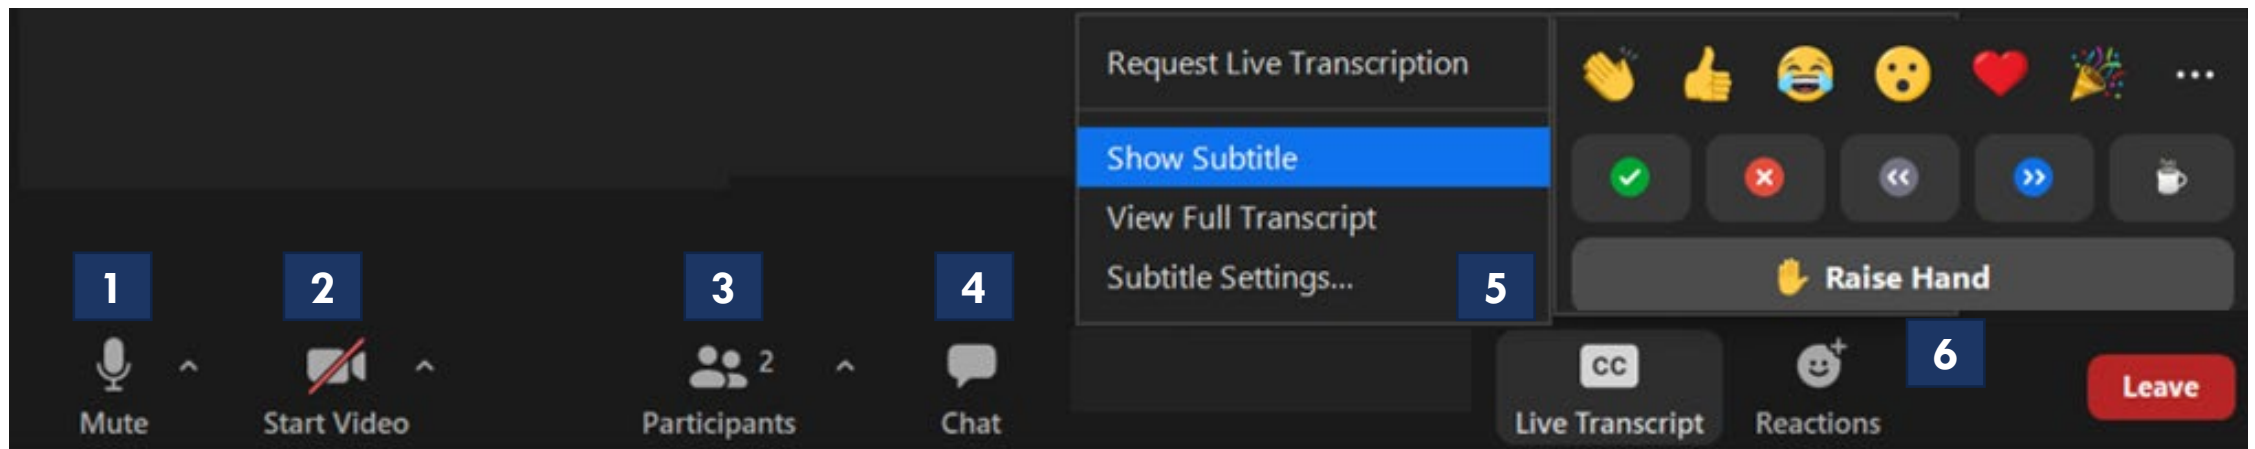 Request Live Transcription
Show Subtitle
View Full Transcript
Subtitle Settings...
Raise Hand
1
2
3
4
5
6
2
CC
Mute
Start Video
Participants
Chat
Live Transcript
Reactions
Leave